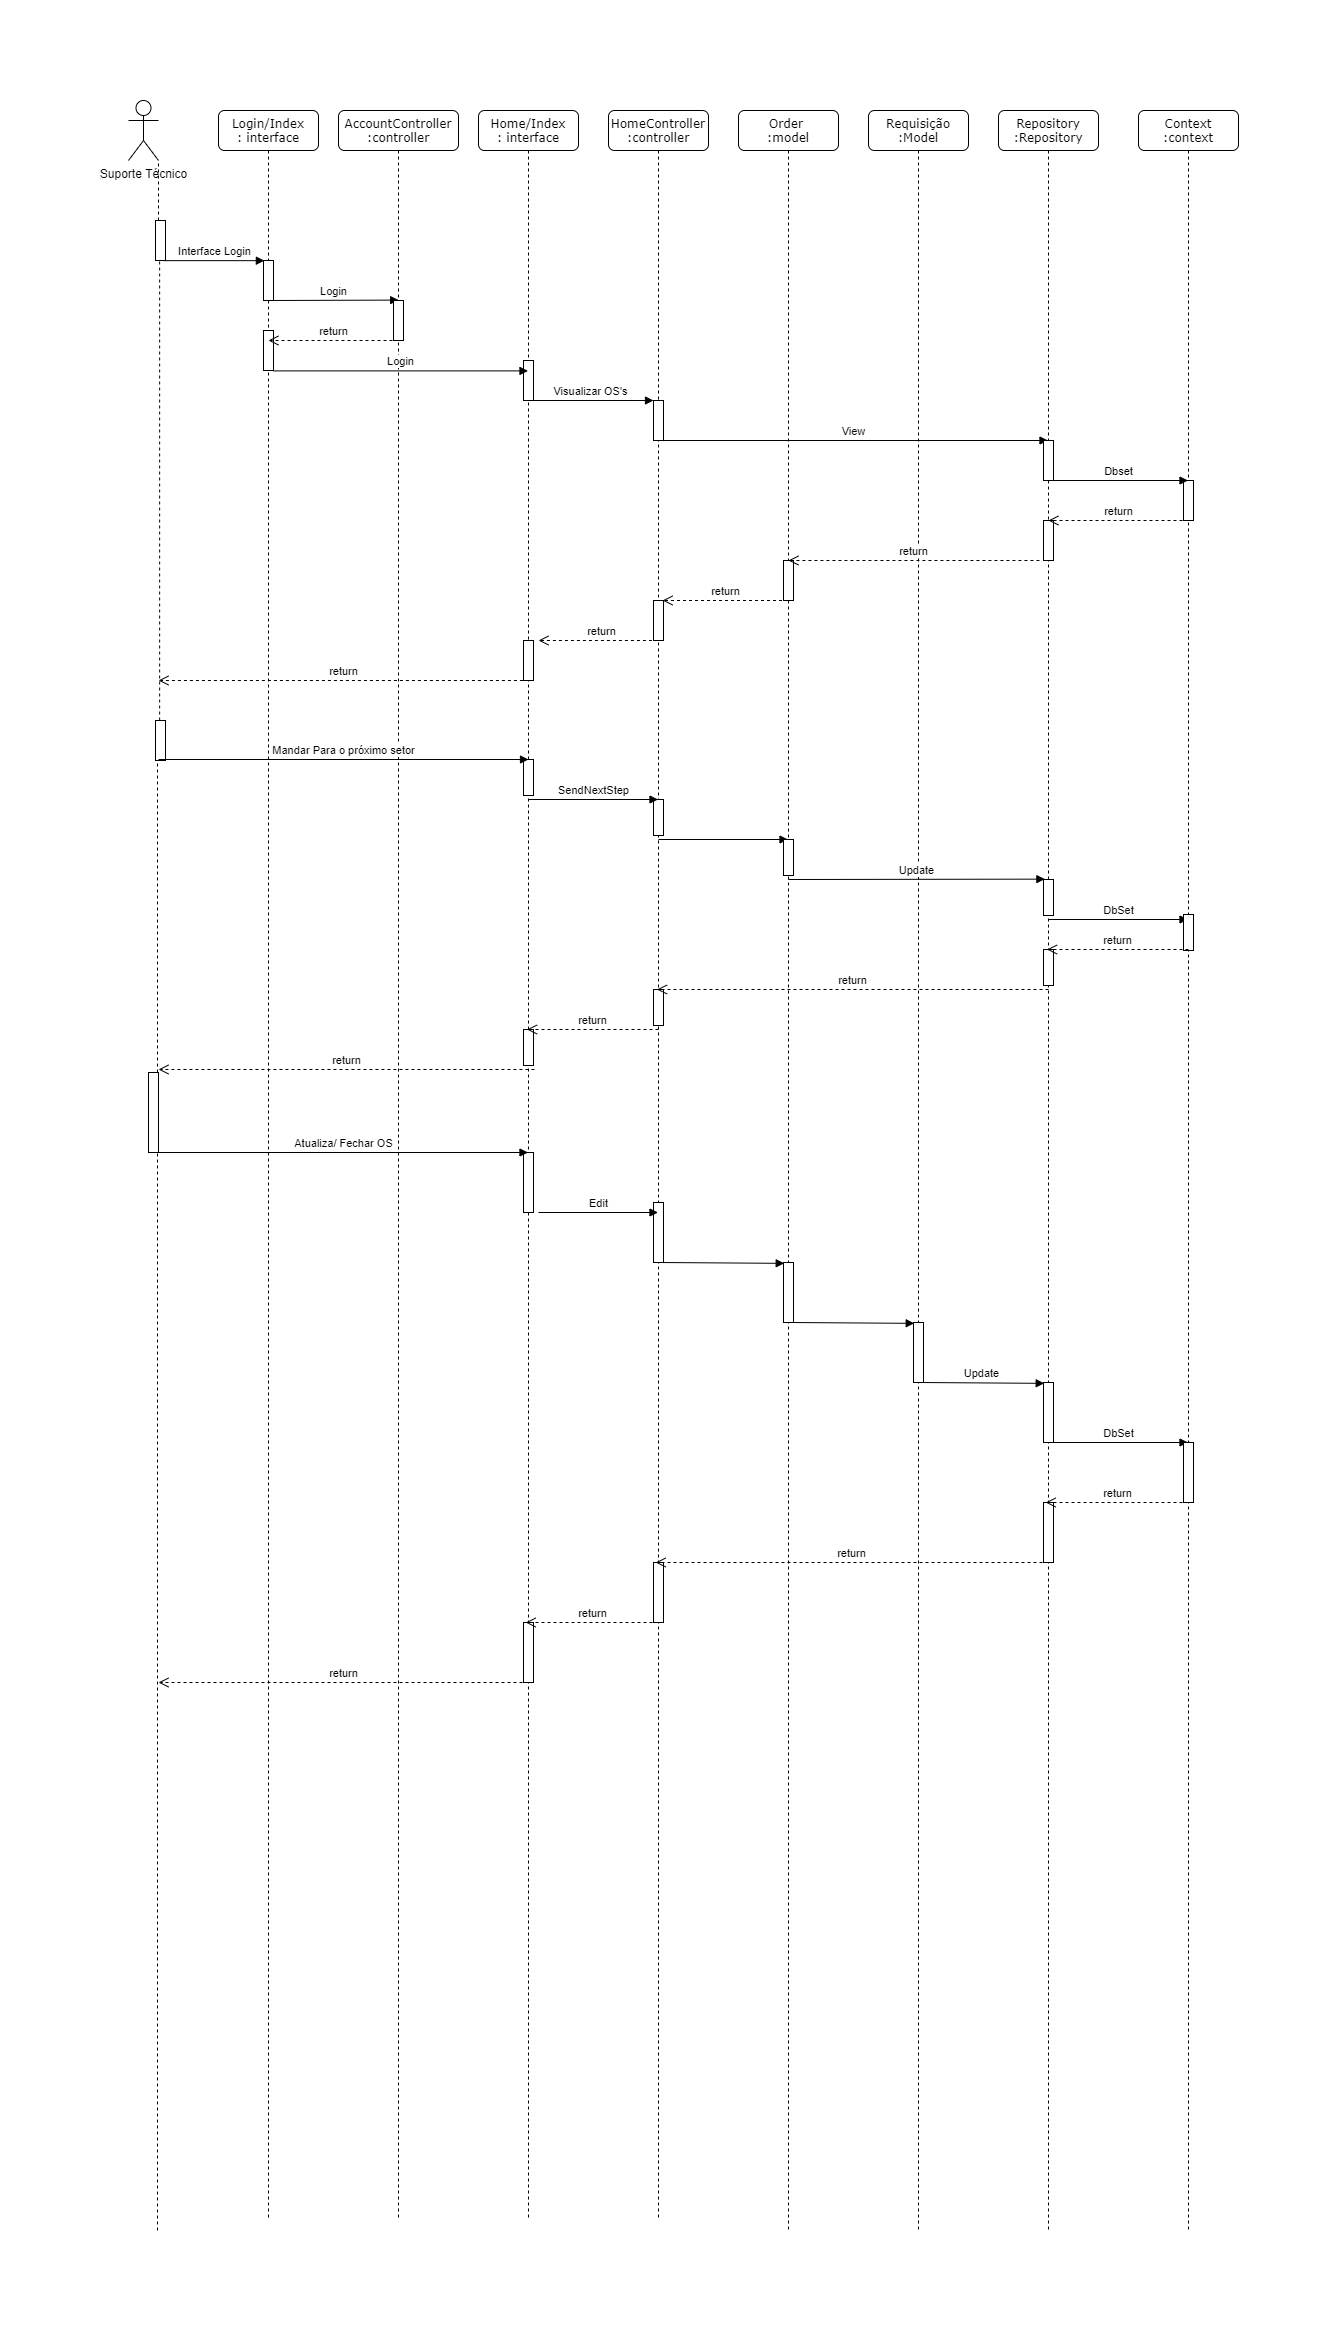 Login/Index
: interface
AccountController
:controller
Home/Index
: interface
HomeController
:controller
Order
:model
Requisição
:Model
Repository
:Repository
Context
:context
Suporte Técnico
Interface Login
Login
return
Login
Visualizar OS's
View
Dbset
return
return
return
return
return
Mandar Para o próximo setor
SendNextStep
Update
DbSet
return
return
return
return
Atualiza/ Fechar OS
Edit
Update
DbSet
return
return
return
return